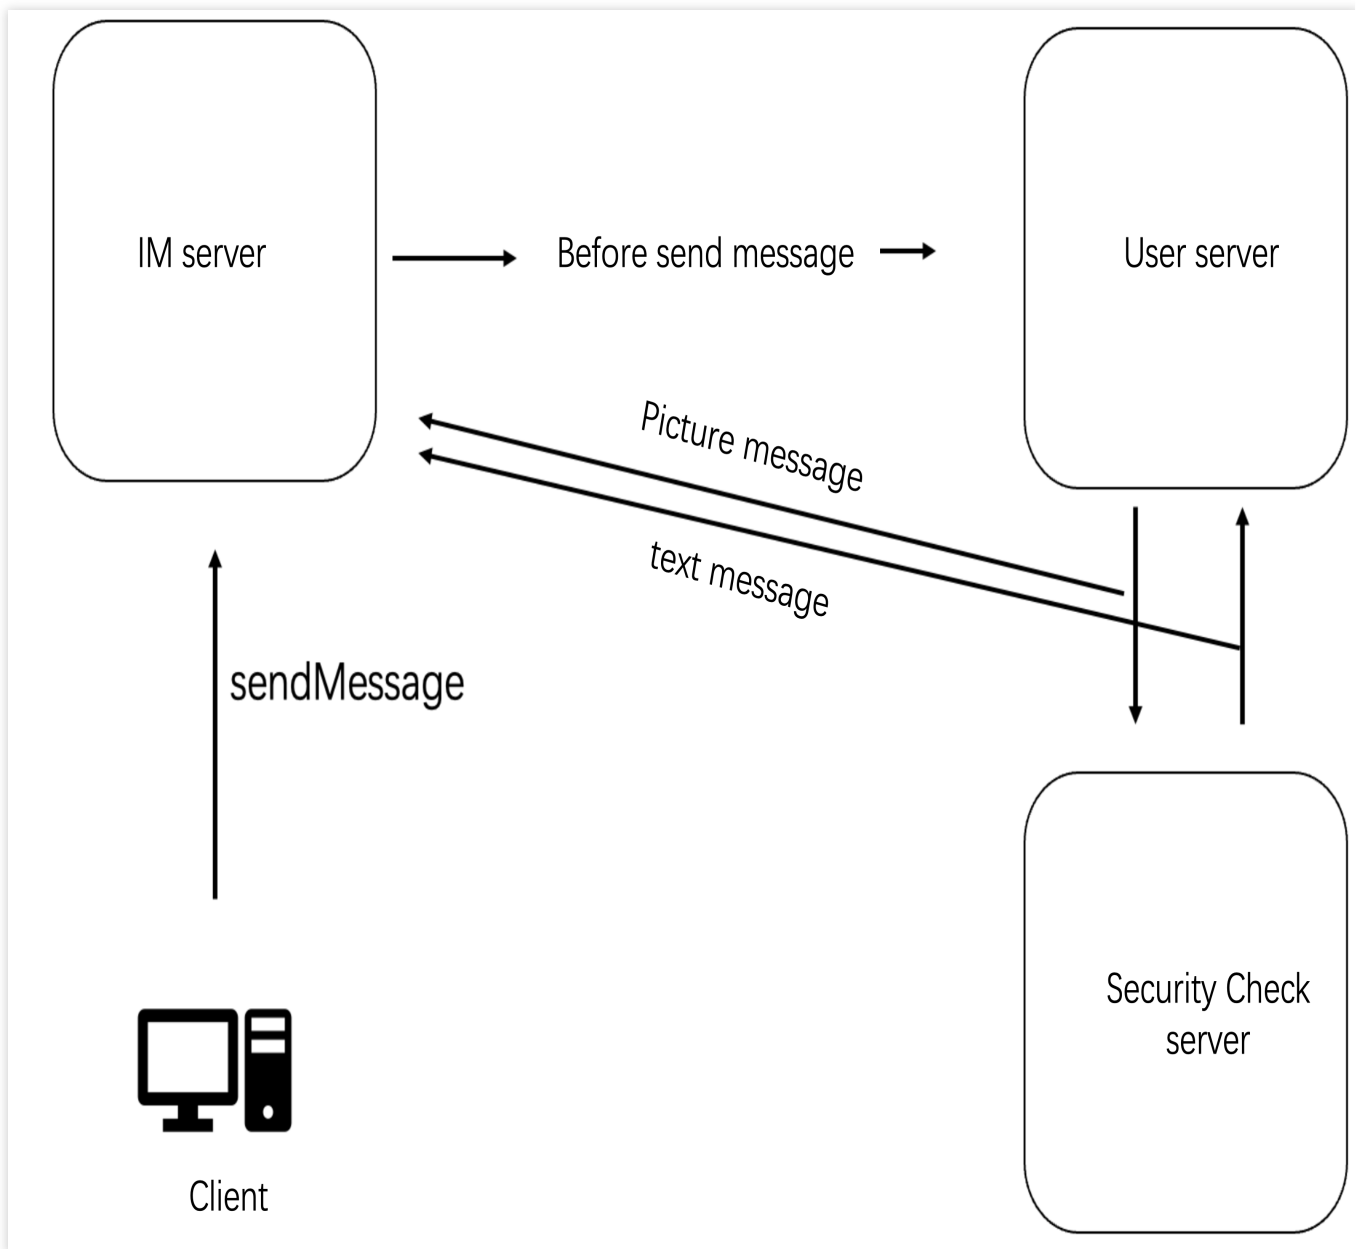 IM server
Before send message
User server
Picture message
text message
sendMessage
Security Check
server
Client